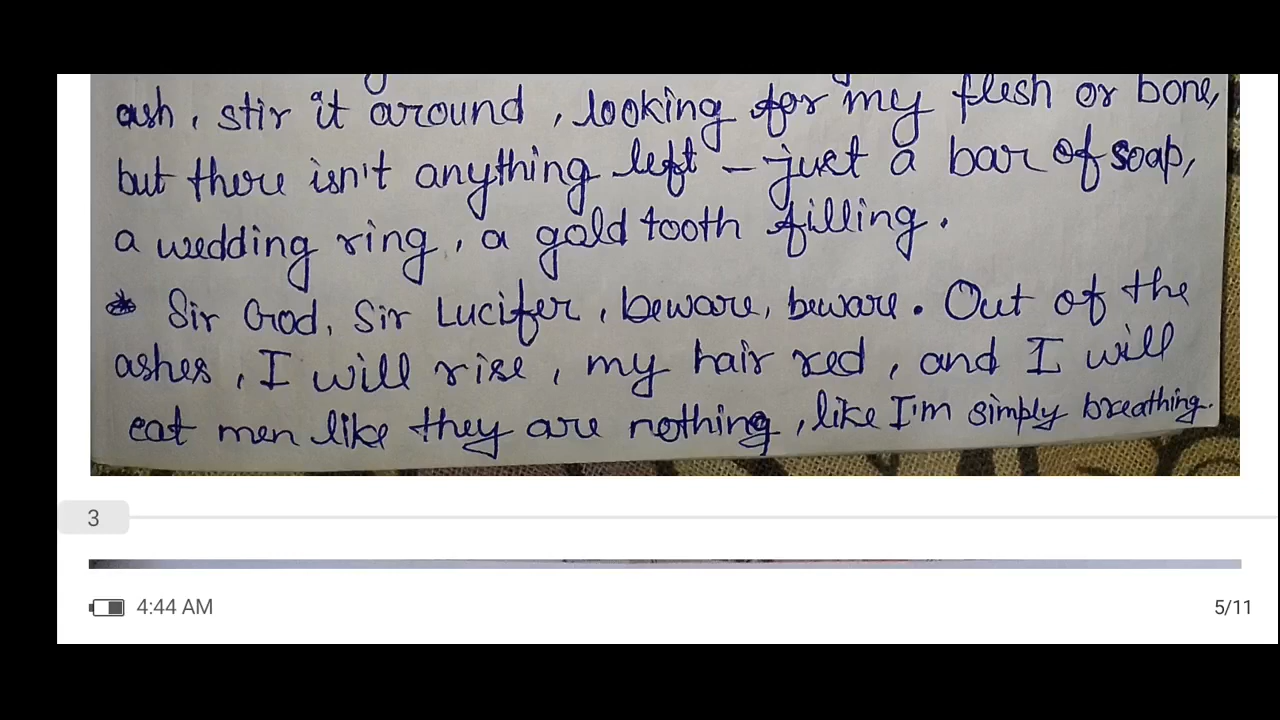 ash, stir it around, looking for my flesh or bone,
but there isn't anything left - just a bar of soap,
a wedding ring, a gold tooth filling.
* Sir God, Sir Lucifer, beware, beware. Out of the
ashes, I will rise, my hair red, and I will
eat men like they are nothing, like I'm simply breathing.
3
4:44 AM
5/11